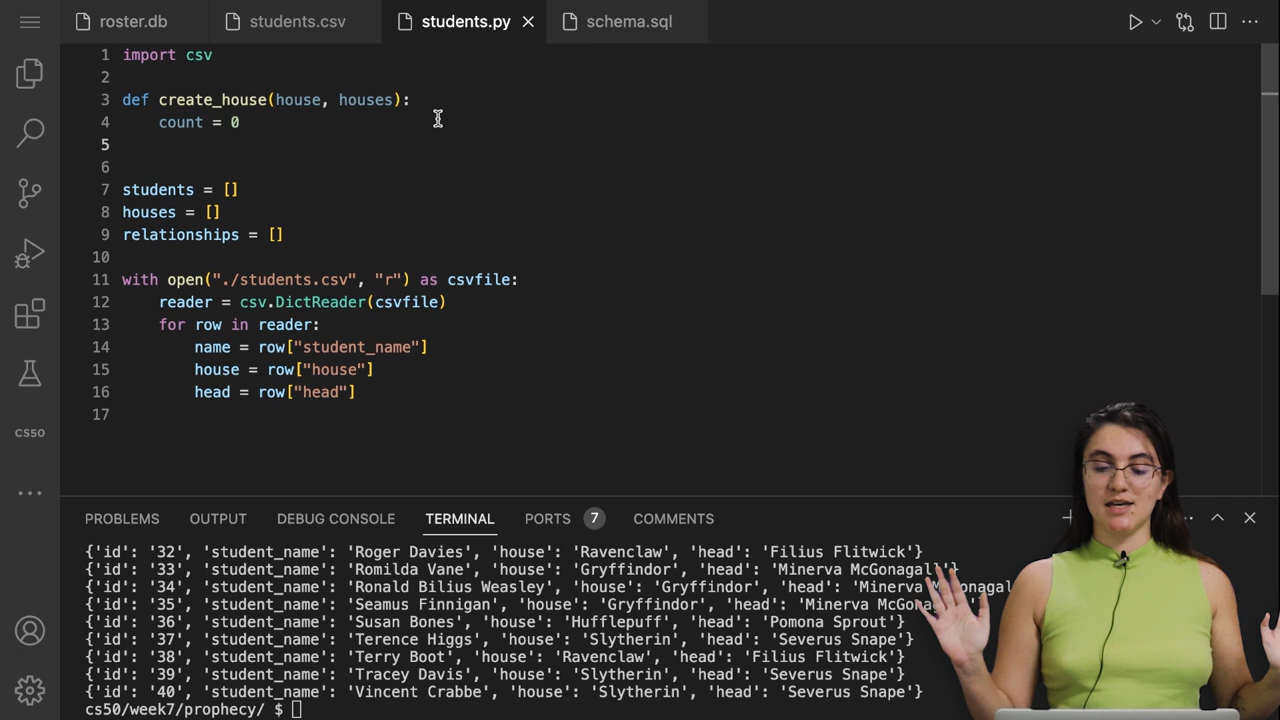 roster.db students.csv students.py schema.sql
1 import csv
2
3 def create_house(house, houses):
4     count = 0
5
6
7 students = []
8 houses = []
9 relationships = []
10
11 with open("./students.csv", "r") as csvfile:
12     reader = csv.DictReader(csvfile)
13     for row in reader:
14         name = row["student_name"]
15         house = row["house"]
16         head = row["head"]
17
CS50
PROBLEMS OUTPUT DEBUG CONSOLE TERMINAL PORTS 7 COMMENTS
{'id': '32', 'student_name': 'Roger Davies', 'house': 'Ravenclaw', 'head': 'Filius Flitwick'}
{'id': '33', 'student_name': 'Romilda Vane', 'house': 'Gryffindor', 'head': 'Minerva McGonagall'}
{'id': '34', 'student_name': 'Ronald Bilius Weasley', 'house': 'Gryffindor', 'head': 'Minerva
{'id': '35', 'student_name': 'Seamus Finnigan', 'house': 'Gryffindor', 'head': 'Minerva
{'id': '36', 'student_name': 'Susan Bones', 'house': 'Hufflepuff', 'head': 'Pomona Sprout'}
{'id': '37', 'student_name': 'Terence Higgs', 'house': 'Slytherin', 'head': 'Severus Snape'}
{'id': '38', 'student_name': 'Terry Boot', 'house': 'Ravenclaw', 'head': 'Filius Flitwick'}
{'id': '39', 'student_name': 'Tracey Davis', 'house': 'Slytherin', 'head': 'Severus Snape'}
{'id': '40', 'student_name': 'Vincent Crabbe', 'house': 'Slytherin', 'head': 'Severus Snape'}
cs50/week7/prophecy/ $